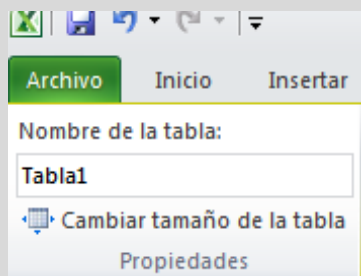 Archivo Inicio Insertar
Nombre de la tabla:
Tabla1
Cambiar tamaño de la tabla
Propiedades